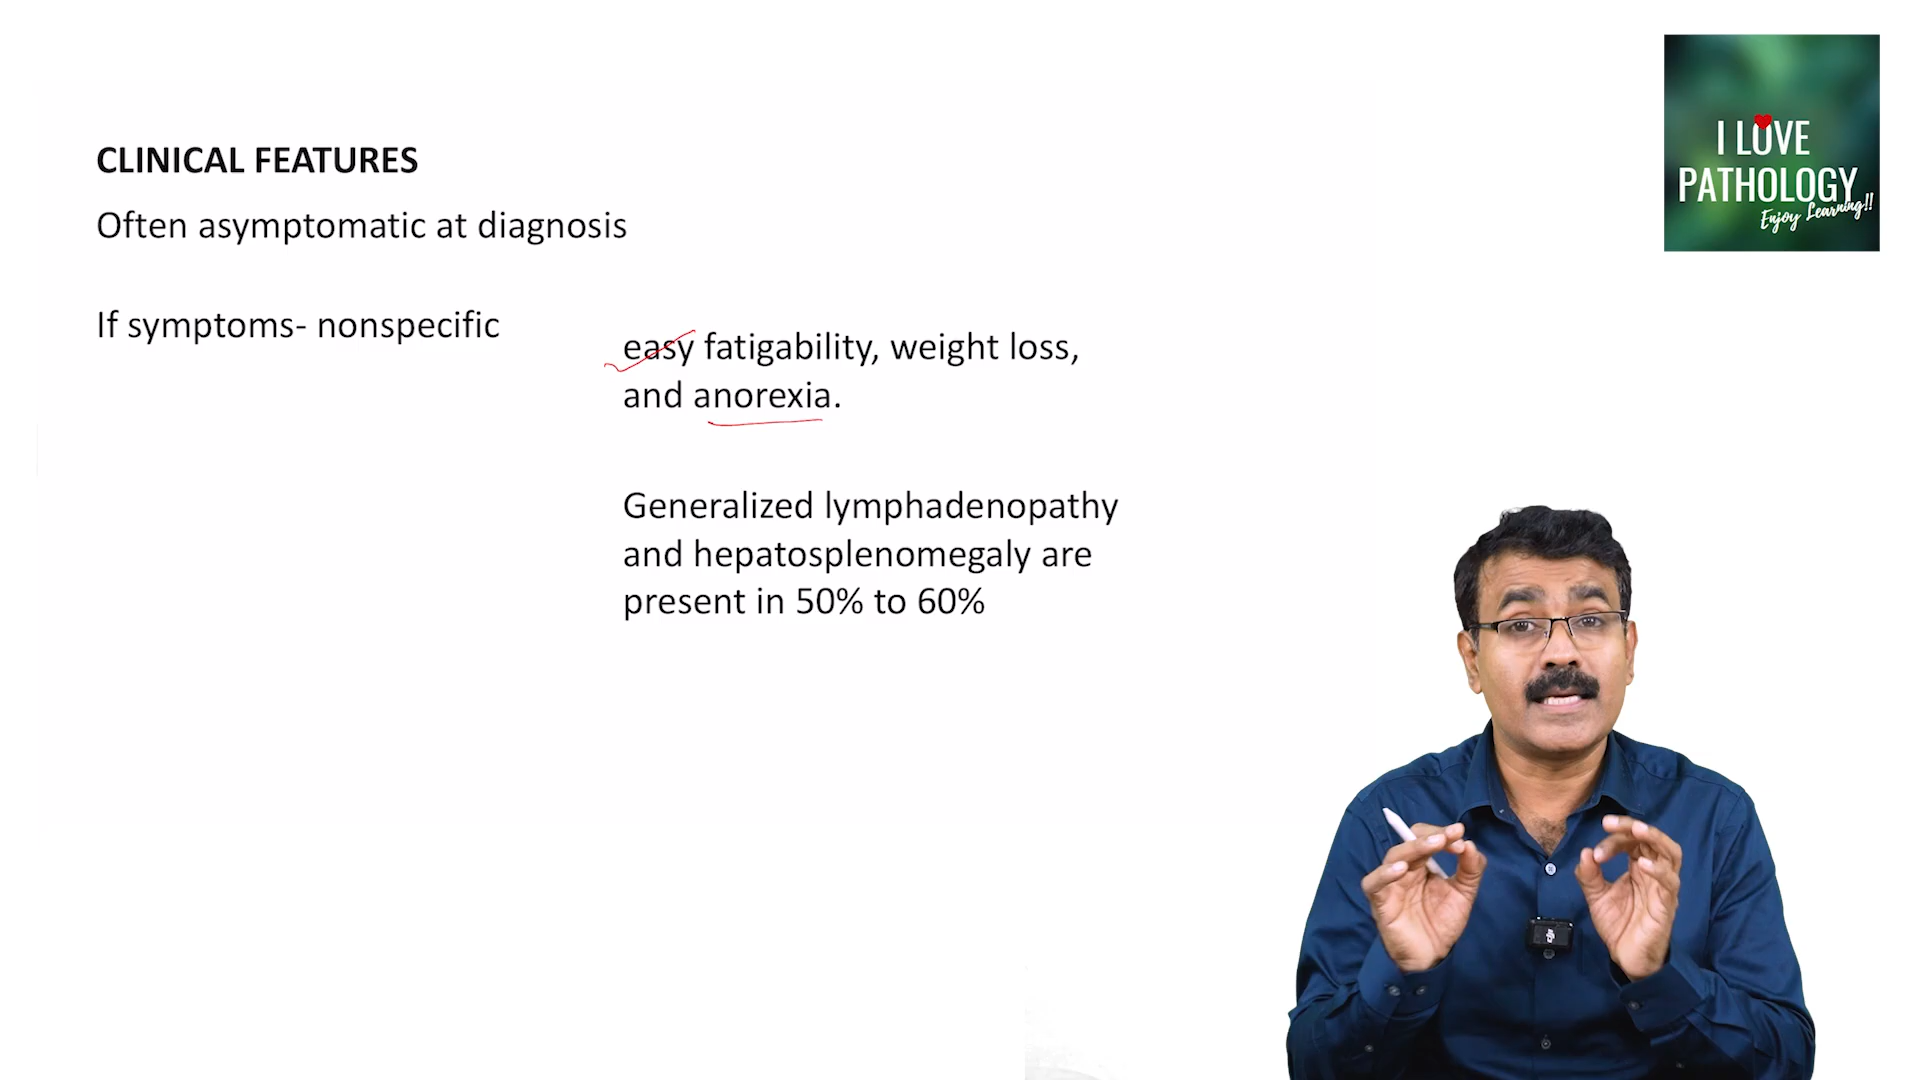 CLINICAL FEATURES
Often asymptomatic at diagnosis
If symptoms- nonspecific
easy fatigability, weight loss,
and anorexia.
Generalized lymphadenopathy
and hepatosplenomegaly are
present in 50% to 60%
I LOVE
PATHOLOGY
Enjoy Learning!!